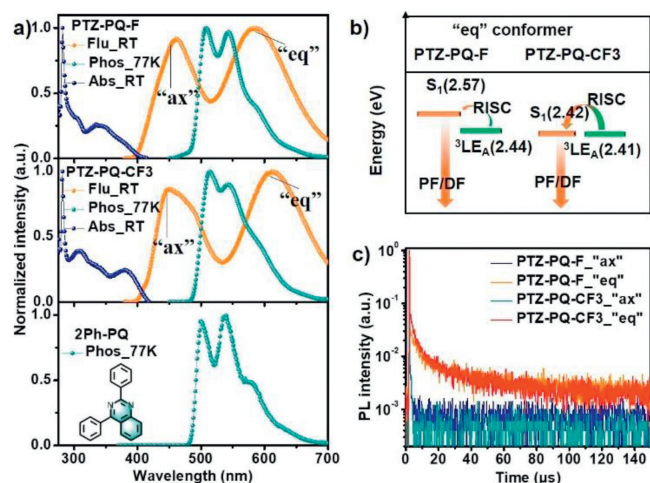 a)
PTZ-PQ-F
Flu_RT
Phos_77K
Abs_RT
"ax"
"eq"
1.0
0.5
0.0
PTZ-PQ-CF3
Flu_RT
Phos_77K
Abs_RT
"ax"
"eq"
1.0
0.5
0.0
2Ph-PQ
Phos_77K
N
N
1.0
0.5
0.0
300 400 500 600 700
Normalized intensity (a.u.)
Wavelength (nm)
b)
"eq" conformer
PTZ-PQ-F PTZ-PQ-CF3
S1(2.57)
RISC
3LEA(2.44)
PF/DF
S1(2.42)
RISC
3LEA(2.41)
PF/DF
Energy (eV)
c)
PTZ-PQ-F_"ax"
PTZ-PQ-F_"eq"
PTZ-PQ-CF3_"ax"
PTZ-PQ-CF3_"eq"
10^0
10^-1
10^-2
10^-3
0 20 40 60 80 100 120 140
PL intensity (a.u.)
Time (µs)